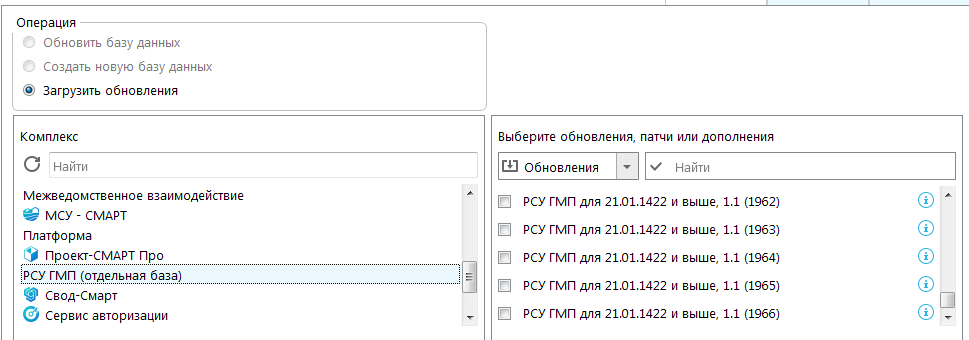 Операция
Обновить базу данных
Создать новую базу данных
Загрузить обновления
Комплекс
Найти
Межведомственное взаимодействие
МСУ - СМАРТ
Платформа
Проект-СМАРТ Про
РСУ ГМП (отдельная база)
Свод-Смарт
Сервис авторизации
Выберите обновления, патчи или дополнения
Обновления
Найти
РСУ ГМП для 21.01.1422 и выше, 1.1 (1962)
РСУ ГМП для 21.01.1422 и выше, 1.1 (1963)
РСУ ГМП для 21.01.1422 и выше, 1.1 (1964)
РСУ ГМП для 21.01.1422 и выше, 1.1 (1965)
РСУ ГМП для 21.01.1422 и выше, 1.1 (1966)